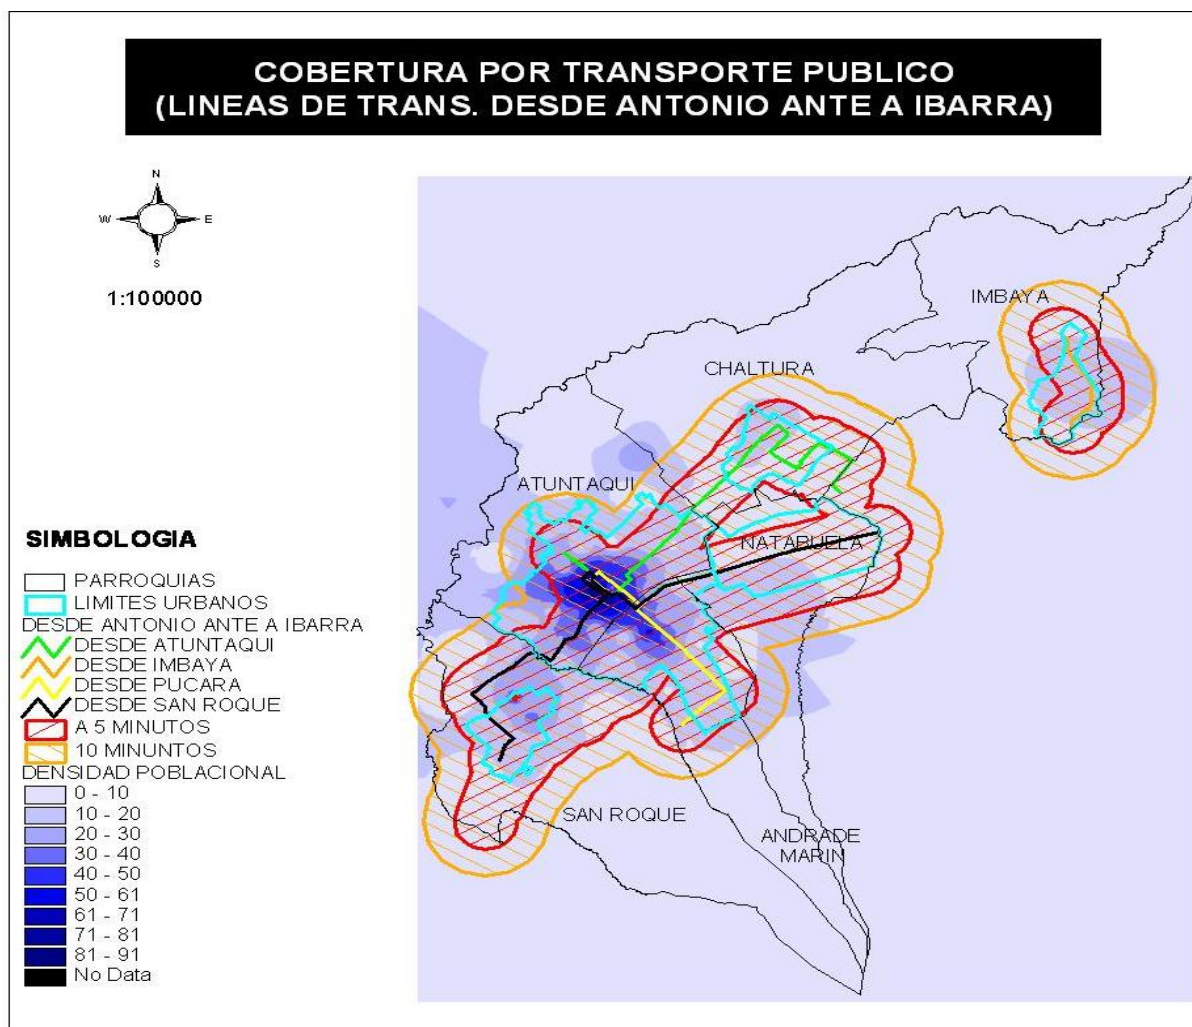 COBERTURA POR TRANSPORTE PUBLICO
(LINEAS DE TRANS. DESDE ANTONIO ANTE A IBARRA)
N
W
E
S
1:100000
IMBAYA
CHALTURA
ATUNTAQUI
NATABUELA
SAN ROQUE
ANDRADE
MARIN
SIMBOLOGIA
PARROQUIAS
LIMITES URBANOS
DESDE ANTONIO ANTE A IBARRA
DESDE ATUNTAQUI
DESDE IMBAYA
DESDE PUCARA
DESDE SAN ROQUE
A 5 MINUTOS
10 MINUNTOS
DENSIDAD POBLACIONAL
0 - 10
10 - 20
20 - 30
30 - 40
40 - 50
50 - 61
61 - 71
71 - 81
81 - 91
No Data